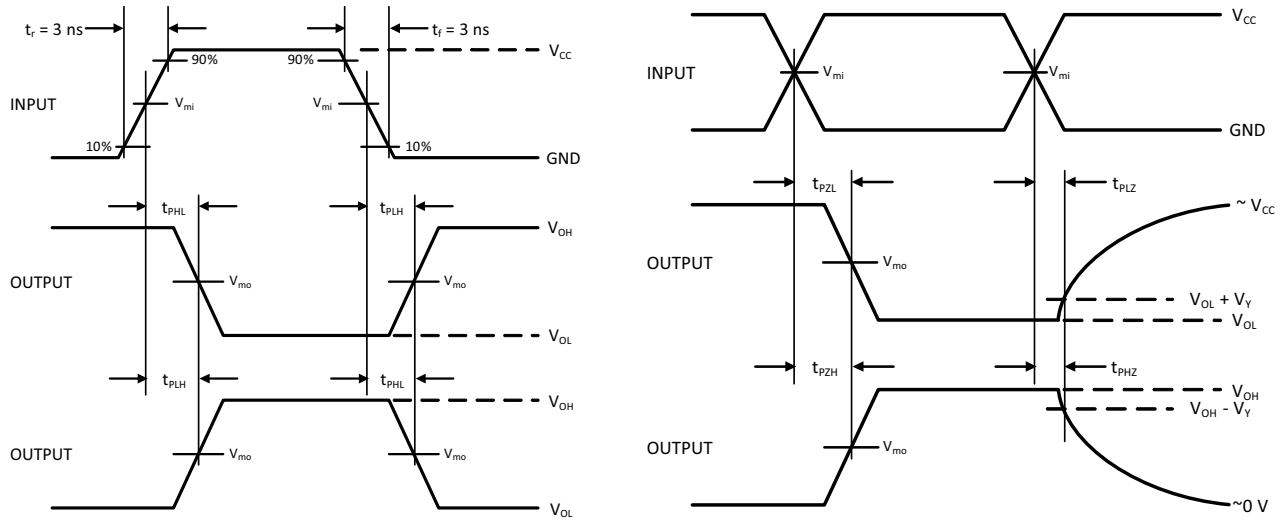 t_r = 3 ns
t_f = 3 ns
V_CC
90%
90%
INPUT
V_mi
V_mi
10%
10%
GND
t_PHL
t_PLH
V_OH
OUTPUT
V_mo
V_mo
V_OL
t_PLH
t_PHL
V_OH
OUTPUT
V_mo
V_mo
V_OL
V_CC
INPUT
V_mi
V_mi
GND
t_PZL
t_PLZ
~ V_CC
OUTPUT
V_mo
V_OL + V_Y
V_OL
t_PZH
t_PHZ
V_OH
V_OH - V_Y
OUTPUT
V_mo
~0 V